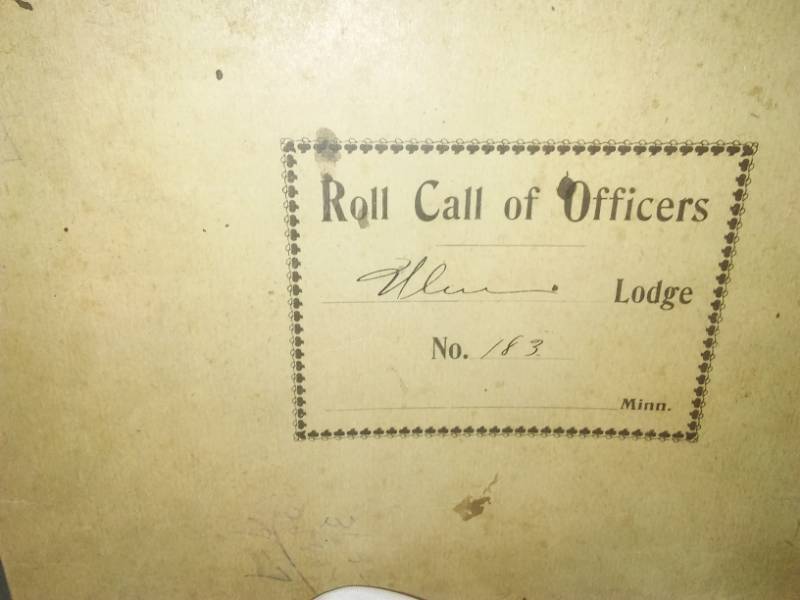 Roll Call of Officers
Lodge
No. 183
Minn.